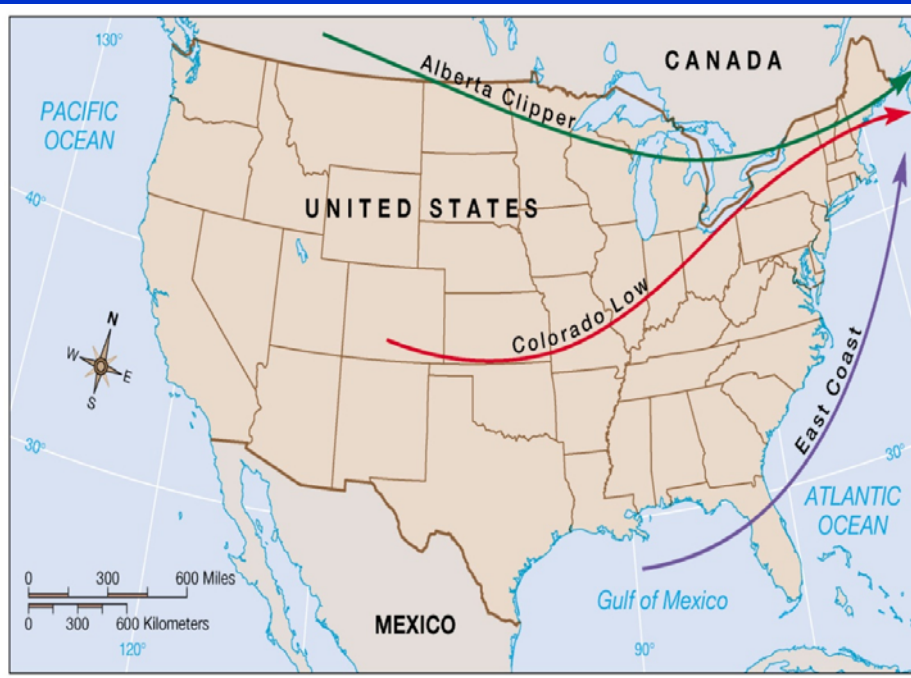 130°
CANADA
Alberta Clipper
PACIFIC
OCEAN
40°
UNITED STATES
Colorado Low
N
W
E
S
East Coast
30°
30°
ATLANTIC
OCEAN
0 300 600 Miles
0 300 600 Kilometers
Gulf of Mexico
MEXICO
120°
90°